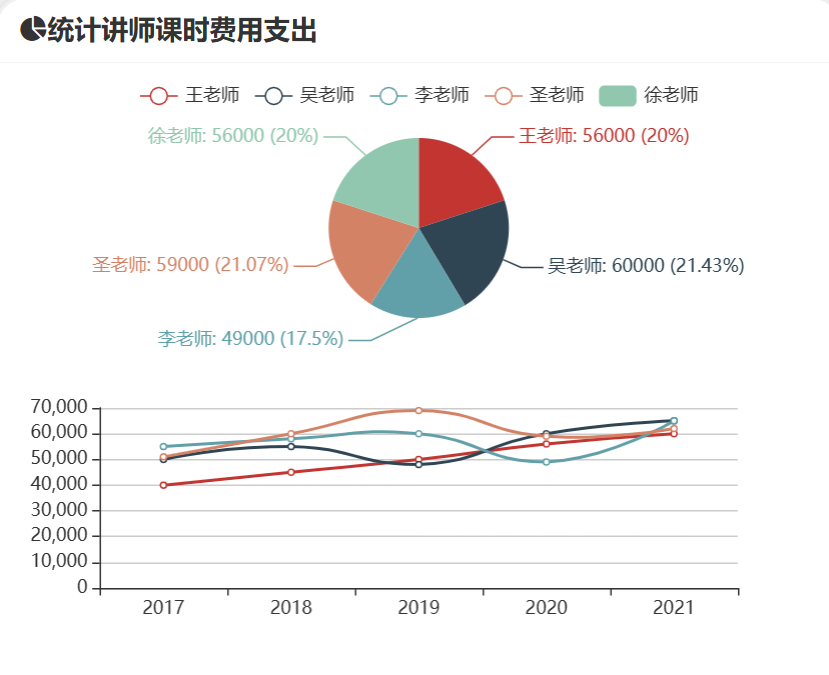 统计讲师课时费用支出
王老师 吴老师 李老师 圣老师 徐老师
徐老师: 56000 (20%) 王老师: 56000 (20%)
圣老师: 59000 (21.07%) 吴老师: 60000 (21.43%)
李老师: 49000 (17.5%)
70,000
60,000
50,000
40,000
30,000
20,000
10,000
0
2017 2018 2019 2020 2021